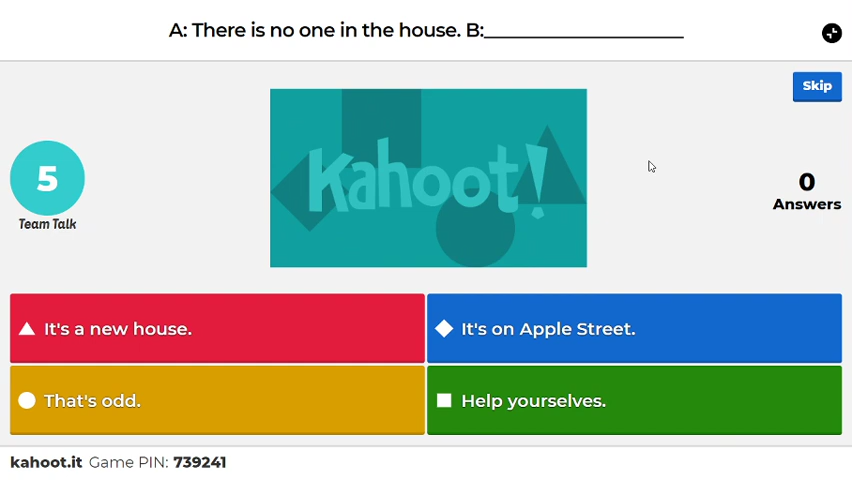 A: There is no one in the house. B:____________________
Skip
Kahoot!
5
Team Talk
0
Answers
It's a new house.
It's on Apple Street.
That's odd.
Help yourselves.
kahoot.it Game PIN: 739241